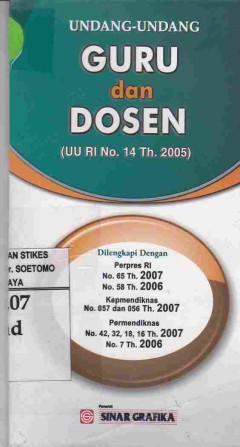 UNDANG-UNDANG
GURU
dan
DOSEN
(UU RI No. 14 Th. 2005)
Dilengkapi Dengan
Perpres RI
No. 65 Th. 2007
No. 58 Th. 2006
Kepmendiknas
No. 057 dan 056 Th. 2007
Permendiknas
No. 42, 32, 18, 16 Th. 2007
No. 7 Th. 2006
AN STIKES
r. SOETOMO
AYA
07
d
Penerbit
SINAR GRAFIKA